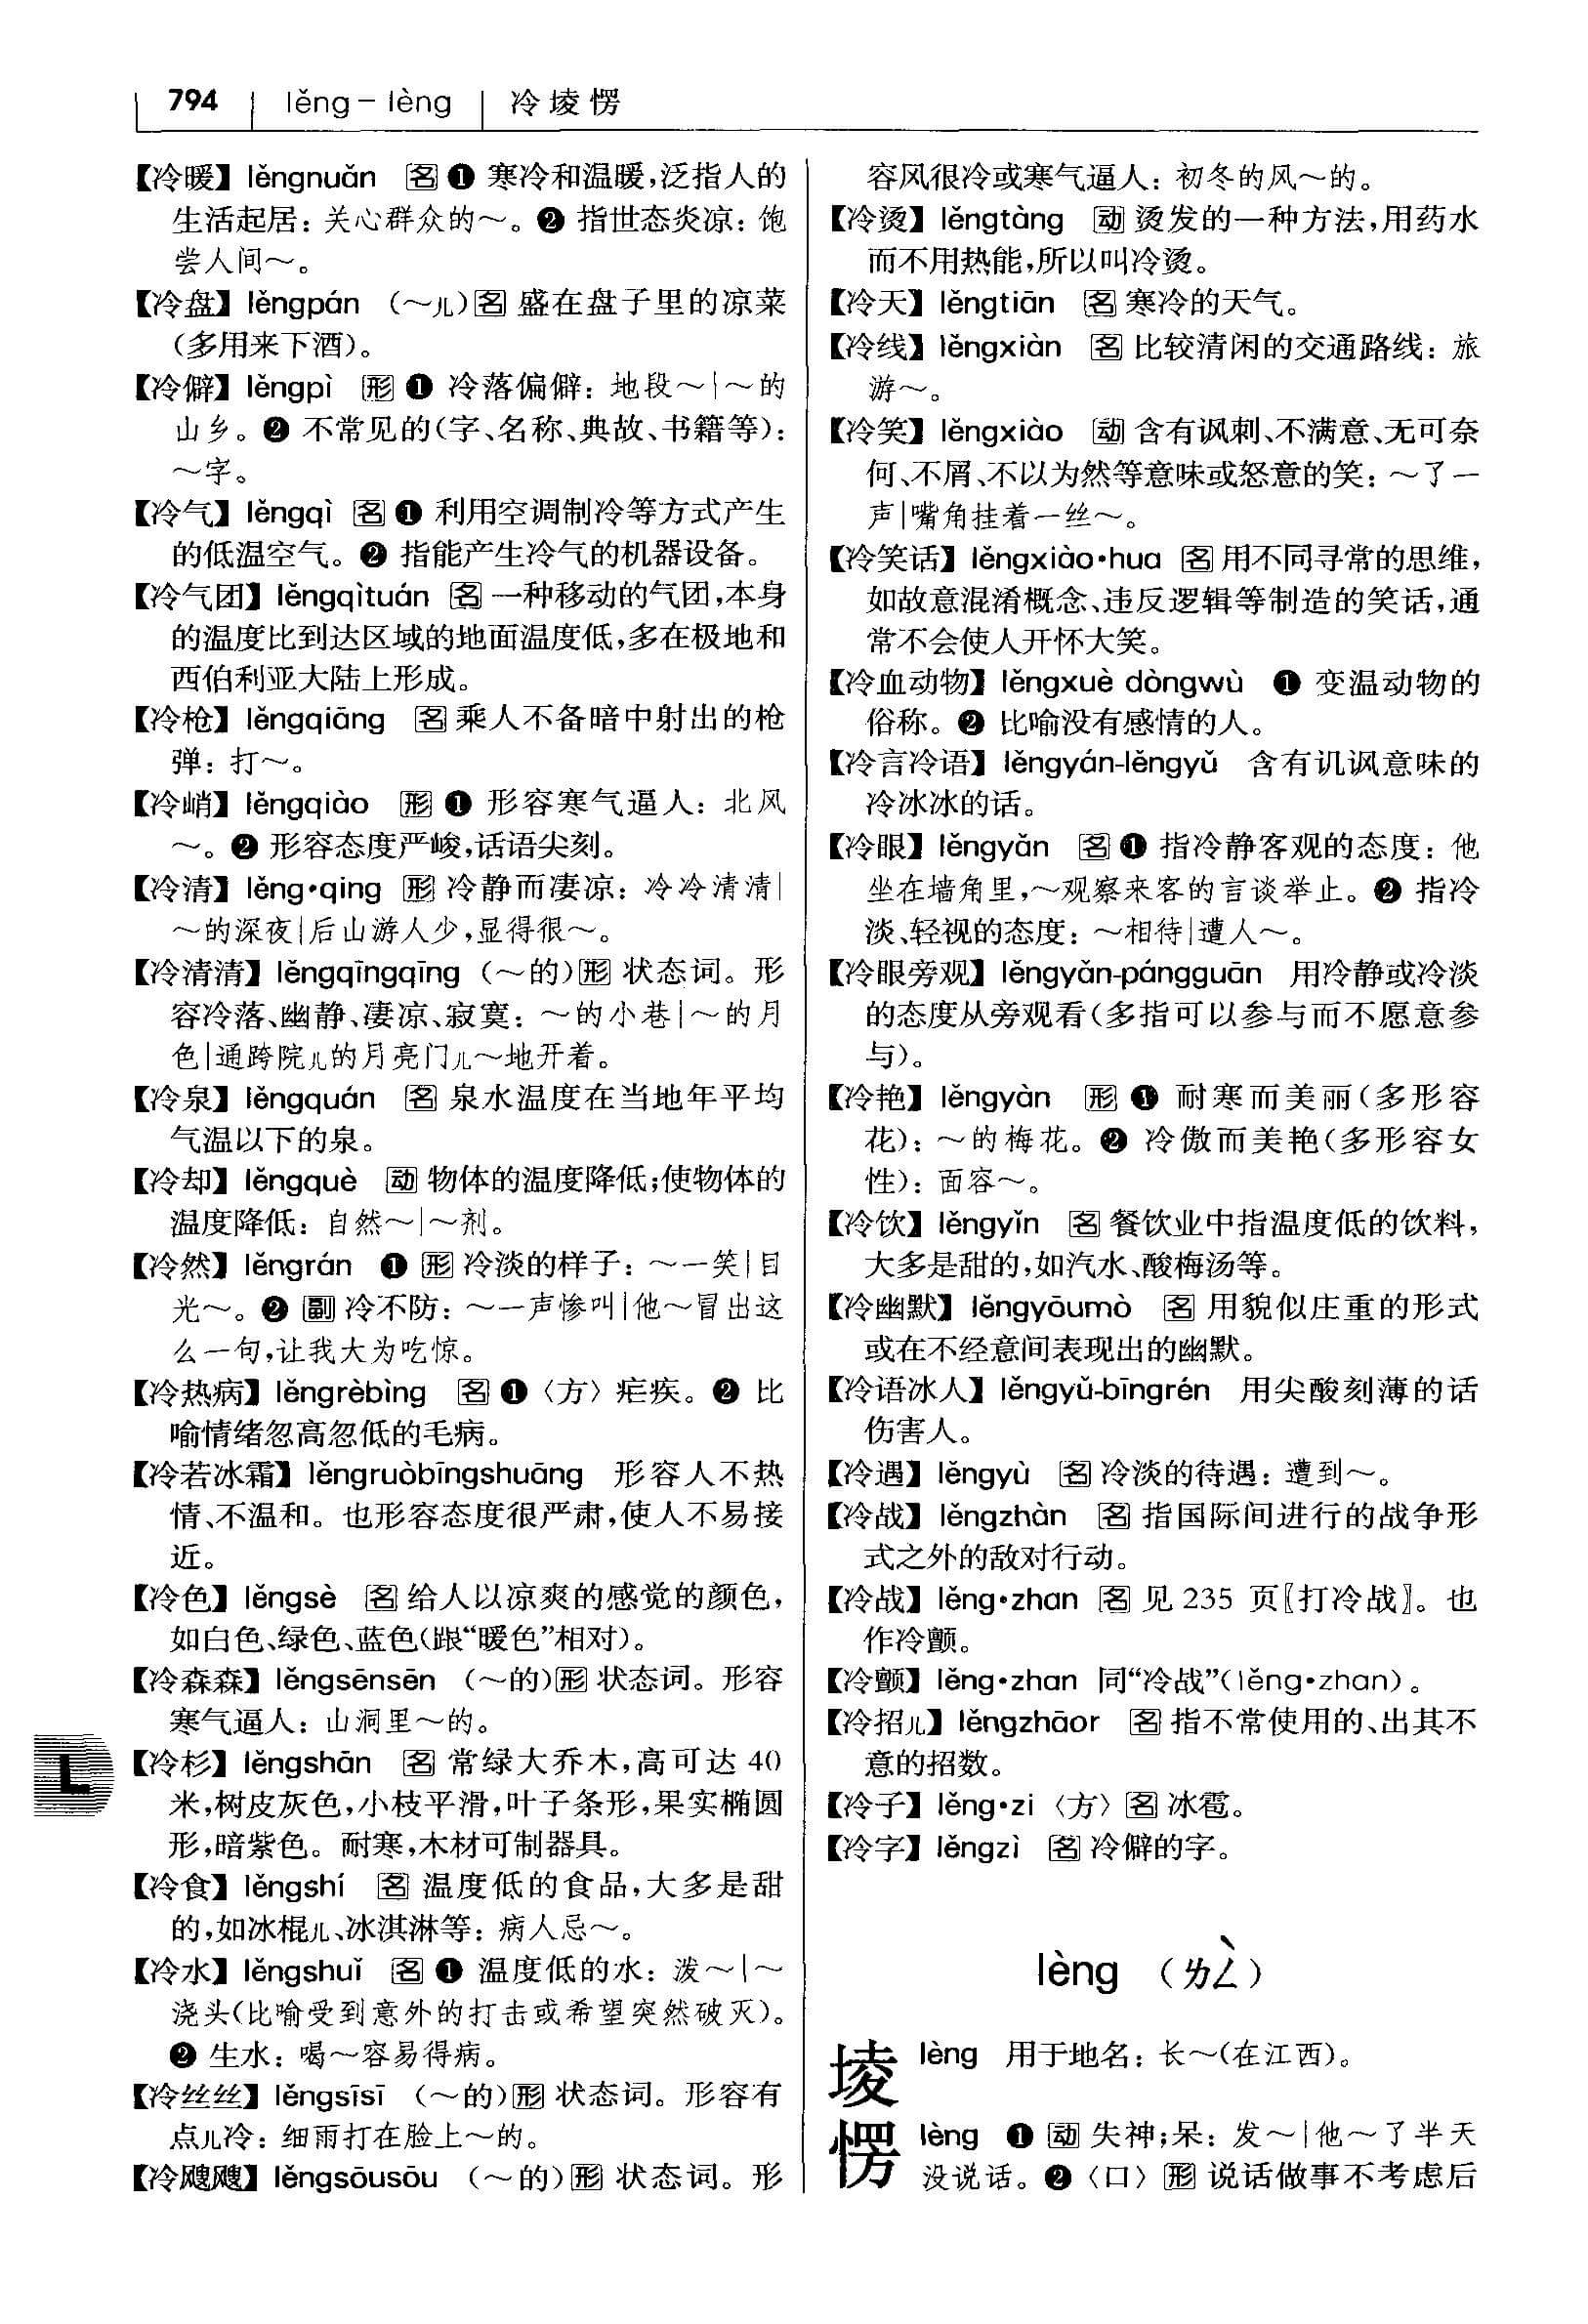 794 lěng－lèng 冷堎愣
【冷暖】lěngnuǎn 名❶ 寒冷和温暖,泛指人的
生活起居：关心群众的～。❷ 指世态炎凉：饱
尝人间～。
【冷盘】lěngpán （～儿）名 盛在盘子里的凉菜
（多用来下酒）。
【冷僻】lěngpì 形❶ 冷落偏僻：地段～|～的
山乡。❷ 不常见的(字、名称、典故、书籍等)：
～字。
【冷气】lěngqì 名❶ 利用空调制冷等方式产生
的低温空气。❷ 指能产生冷气的机器设备。
【冷气团】lěngqìtuán 名 一种移动的气团,本身
的温度比到达区域的地面温度低,多在极地和
西伯利亚大陆上形成。
【冷枪】lěngqiāng 名 乘人不备暗中射出的枪
弹：打～。
【冷峭】lěngqiào 形❶ 形容寒气逼人：北风
～。❷ 形容态度严峻,话语尖刻。
【冷清】lěng·qing 形 冷静而凄凉：冷冷清清|
～的深夜|后山游人少,显得很～。
【冷清清】lěngqīngqīng （～的）形 状态词。形
容冷落、幽静、凄凉、寂寞：～的小巷|～的月
色|通跨院儿的月亮门儿～地开着。
【冷泉】lěngquán 名 泉水温度在当地年平均
气温以下的泉。
【冷却】lěngquè 动 物体的温度降低;使物体的
温度降低：自然～|～剂。
【冷然】lěngrán ❶ 形 冷淡的样子：～一笑|目
光～。❷ 副 冷不防：～一声惨叫|他～冒出这
么一句,让我大为吃惊。
【冷热病】lěngrèbìng 名❶〈方〉疟疾。❷ 比
喻情绪忽高忽低的毛病。
【冷若冰霜】lěngruòbīngshuāng 形容人不热
情、不温和。也形容态度很严肃,使人不易接
近。
【冷色】lěngsè 名 给人以凉爽的感觉的颜色,
如白色、绿色、蓝色(跟“暖色”相对)。
【冷森森】lěngsēnsēn （～的）形 状态词。形容
寒气逼人：山洞里～的。
L
【冷杉】lěngshān 名 常绿大乔木,高可达 40
米,树皮灰色,小枝平滑,叶子条形,果实椭圆
形,暗紫色。耐寒,木材可制器具。
【冷食】lěngshí 名 温度低的食品,大多是甜
的,如冰棍儿、冰淇淋等：病人忌～。
【冷水】lěngshuǐ 名❶ 温度低的水：泼～|～
浇头(比喻受到意外的打击或希望突然破灭)。
❷ 生水：喝～容易得病。
【冷丝丝】lěngsīsī （～的）形 状态词。形容有
点儿冷：细雨打在脸上～的。
【冷飕飕】lěngsōusōu （～的）形 状态词。形
容风很冷或寒气逼人：初冬的风～的。
【冷烫】lěngtàng 动 烫发的一种方法,用药水
而不用热能,所以叫冷烫。
【冷天】lěngtiān 名 寒冷的天气。
【冷线】lěngxiàn 名 比较清闲的交通路线：旅
游～。
【冷笑】lěngxiào 动 含有讽刺、不满意、无可奈
何、不屑、不以为然等意味或怒意的笑：～了一
声|嘴角挂着一丝～。
【冷笑话】lěngxiào·hua 名 用不同寻常的思维,
如故意混淆概念、违反逻辑等制造的笑话,通
常不会使人开怀大笑。
【冷血动物】lěngxuè dòngwù ❶ 变温动物的
俗称。❷ 比喻没有感情的人。
【冷言冷语】lěngyán-lěngyǔ 含有讥讽意味的
冷冰冰的话。
【冷眼】lěngyǎn 名❶ 指冷静客观的态度：他
坐在墙角里,～观察来客的言谈举止。❷ 指冷
淡、轻视的态度：～相待|遭人～。
【冷眼旁观】lěngyǎn-pángguān 用冷静或冷淡
的态度从旁观看(多指可以参与而不愿意参
与)。
【冷艳】lěngyàn 形❶ 耐寒而美丽(多形容
花)：～的梅花。❷ 冷傲而美艳(多形容女
性)：面容～。
【冷饮】lěngyǐn 名 餐饮业中指温度低的饮料,
大多是甜的,如汽水、酸梅汤等。
【冷幽默】lěngyōumò 名 用貌似庄重的形式
或在不经意间表现出的幽默。
【冷语冰人】lěngyǔ-bīngrén 用尖酸刻薄的话
伤害人。
【冷遇】lěngyù 名 冷淡的待遇：遭到～。
【冷战】lěngzhàn 名 指国际间进行的战争形
式之外的敌对行动。
【冷战】lěng·zhan 名 见 235 页〖打冷战〗。也
作冷颤。
【冷颤】lěng·zhan 同“冷战”(lěng·zhan)。
【冷招儿】lěngzhāor 名 指不常使用的、出其不
意的招数。
【冷子】lěng·zi〈方〉名 冰雹。
【冷字】lěngzì 名 冷僻的字。
lèng （ㄌㄥˋ）
堎 lèng 用于地名：长～(在江西)。
愣 lèng ❶ 动 失神;呆：发～|他～了半天
没说话。❷〈口〉形 说话做事不考虑后